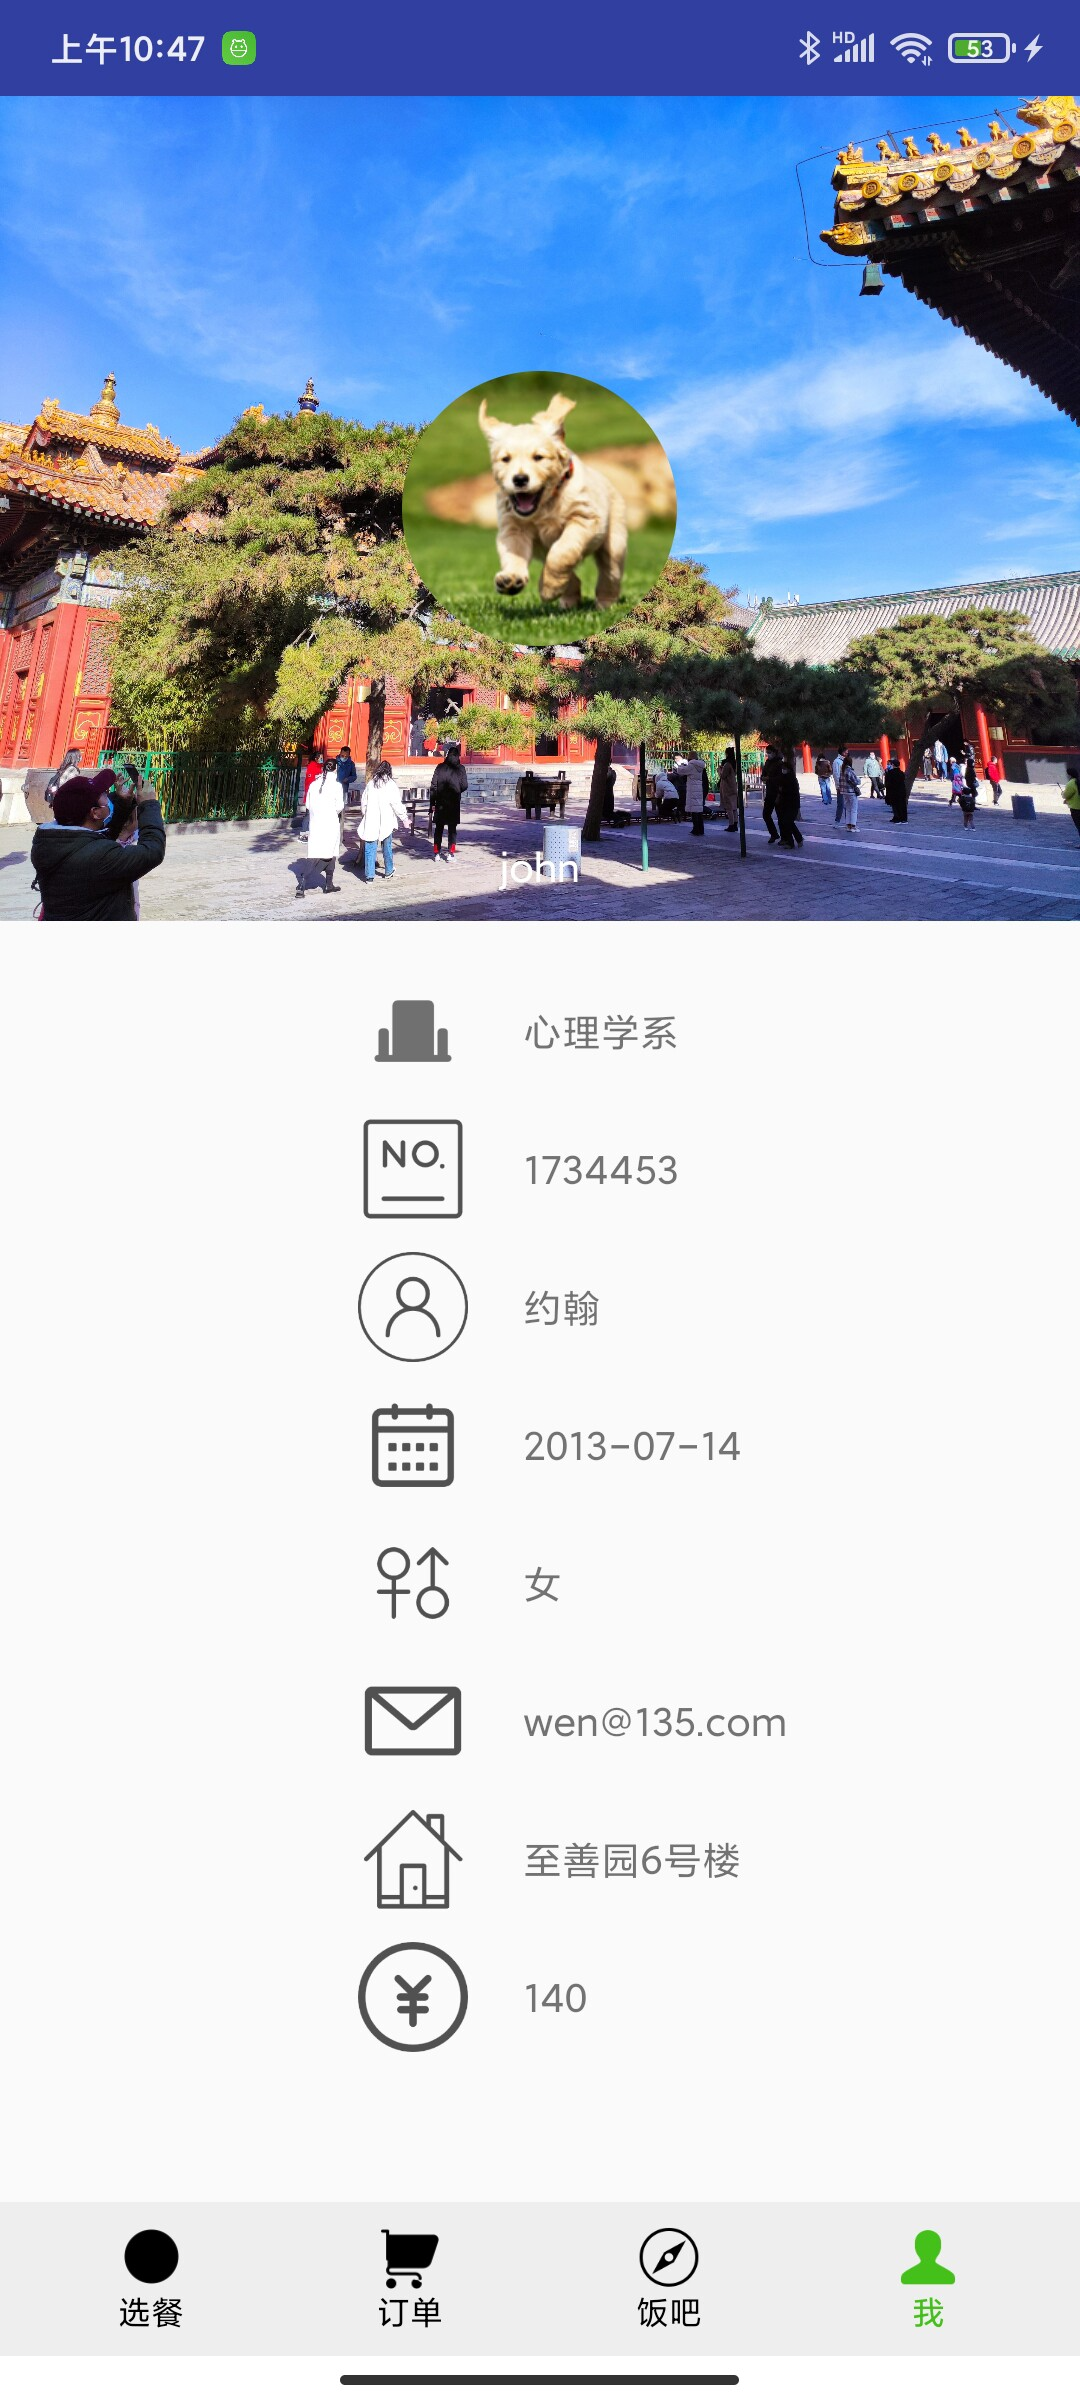 上午10:47
HD
53
john
心理学系
NO.
1734453
约翰
2013-07-14
女
wen@135.com
至善园6号楼
¥
140
选餐
订单
饭吧
我